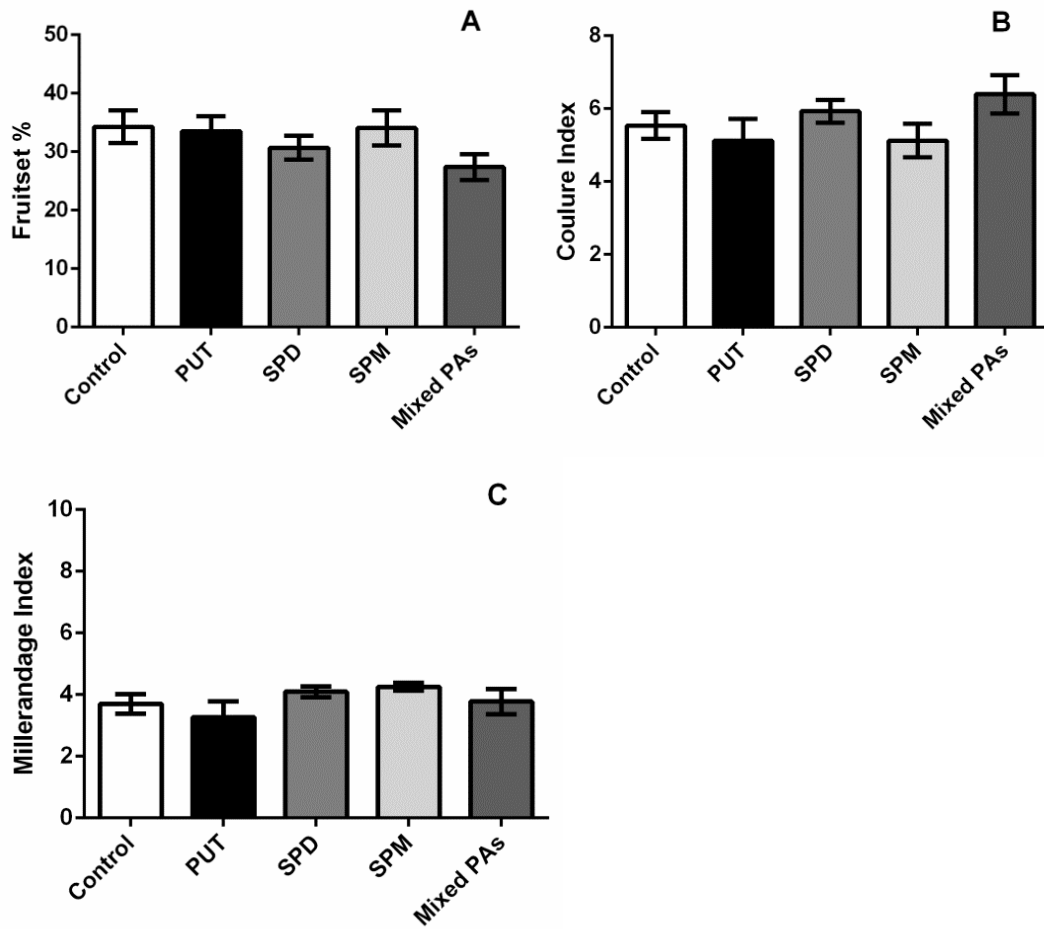 A
Fruitset %
50
40
30
20
10
0
Control
PUT
SPD
SPM
Mixed PAs
B
Coulure Index
8
6
4
2
0
Control
PUT
SPD
SPM
Mixed PAs
C
Millerandage Index
10
8
6
4
2
0
Control
PUT
SPD
SPM
Mixed PAs